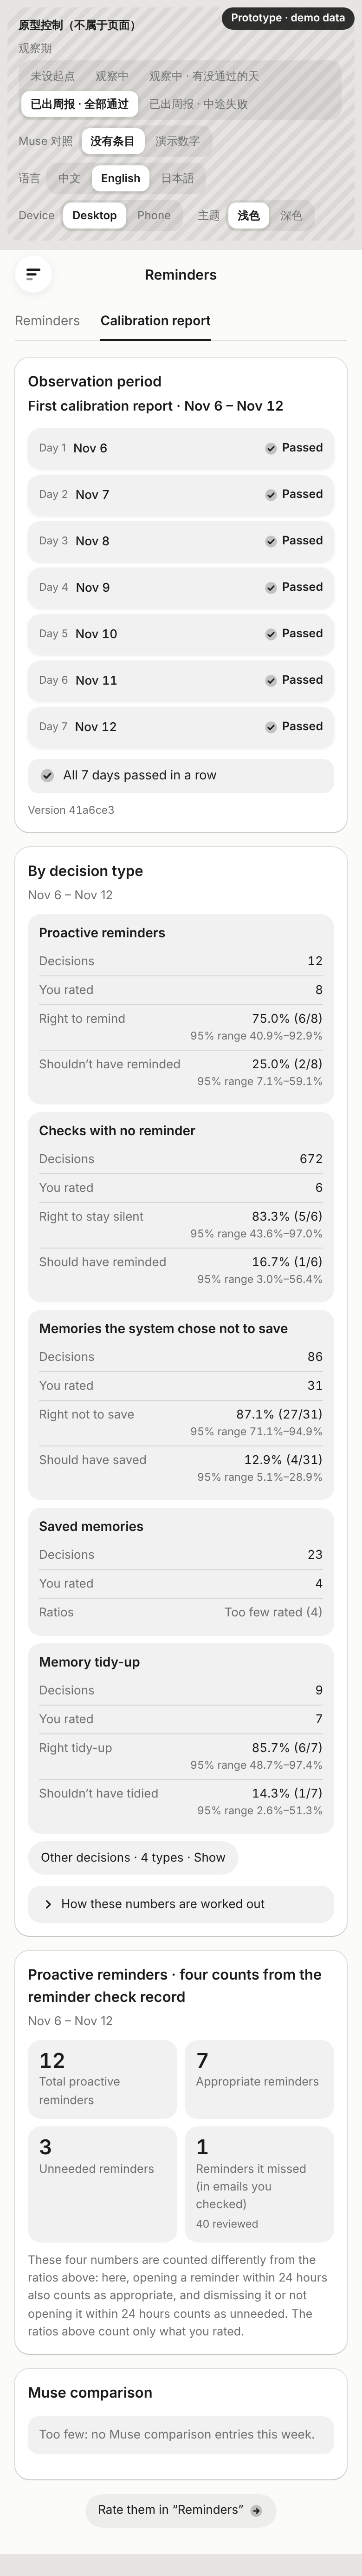 Prototype · demo data
原型控制（不属于页面）
观察期
未设起点 观察中 观察中 · 有没通过的天
已出周报 · 全部通过 已出周报 · 中途失败
Muse 对照 没有条目 演示数字
语言 中文 English 日本語
Device Desktop Phone 主题 浅色 深色
Reminders
Reminders Calibration report
Observation period
First calibration report · Nov 6 – Nov 12
Day 1 Nov 6 Passed
Day 2 Nov 7 Passed
Day 3 Nov 8 Passed
Day 4 Nov 9 Passed
Day 5 Nov 10 Passed
Day 6 Nov 11 Passed
Day 7 Nov 12 Passed
All 7 days passed in a row
Version 41a6ce3
By decision type
Nov 6 – Nov 12
Proactive reminders
Decisions 12
You rated 8
Right to remind 75.0% (6/8)
95% range 40.9%–92.9%
Shouldn’t have reminded 25.0% (2/8)
95% range 7.1%–59.1%
Checks with no reminder
Decisions 672
You rated 6
Right to stay silent 83.3% (5/6)
95% range 43.6%–97.0%
Should have reminded 16.7% (1/6)
95% range 3.0%–56.4%
Memories the system chose not to save
Decisions 86
You rated 31
Right not to save 87.1% (27/31)
95% range 71.1%–94.9%
Should have saved 12.9% (4/31)
95% range 5.1%–28.9%
Saved memories
Decisions 23
You rated 4
Ratios Too few rated (4)
Memory tidy-up
Decisions 9
You rated 7
Right tidy-up 85.7% (6/7)
95% range 48.7%–97.4%
Shouldn’t have tidied 14.3% (1/7)
95% range 2.6%–51.3%
Other decisions · 4 types · Show
How these numbers are worked out
Proactive reminders · four counts from the
reminder check record
Nov 6 – Nov 12
12
Total proactive
reminders
7
Appropriate reminders
3
Unneeded reminders
1
Reminders it missed
(in emails you
checked)
40 reviewed
These four numbers are counted differently from the
ratios above: here, opening a reminder within 24 hours
also counts as appropriate, and dismissing it or not
opening it within 24 hours counts as unneeded. The
ratios above count only what you rated.
Muse comparison
Too few: no Muse comparison entries this week.
Rate them in “Reminders”